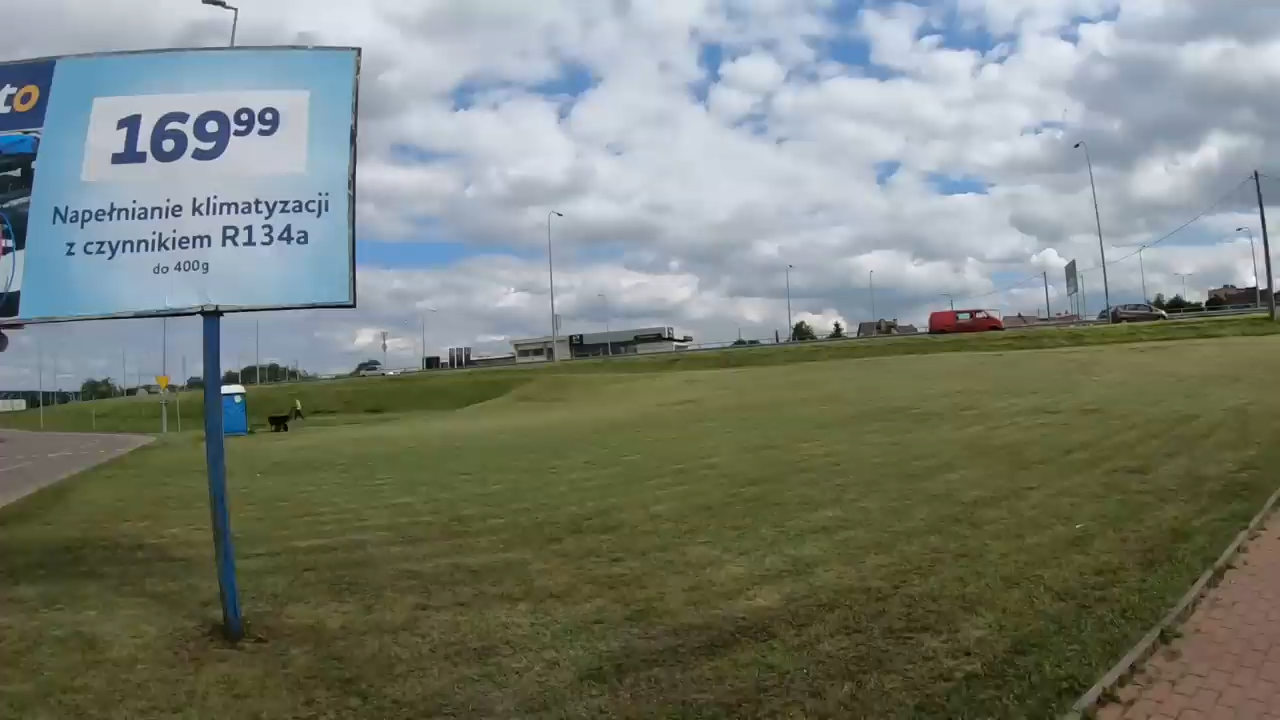 to
169⁹⁹
Napełnianie klimatyzacji
z czynnikiem R134a
do 400g